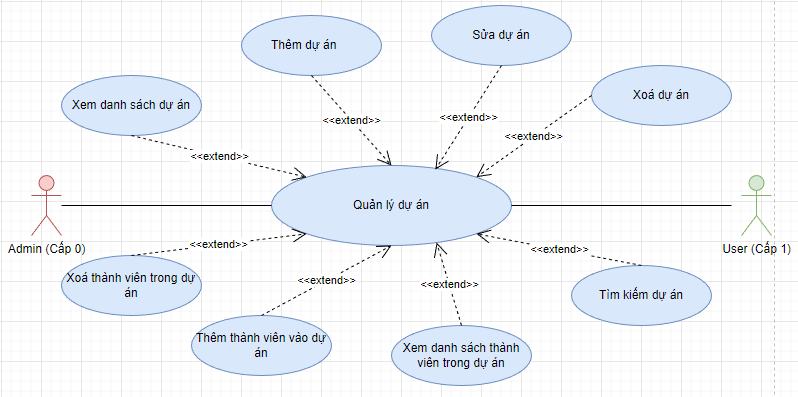 Thêm dự án
Sửa dự án
Xem danh sách dự án
Xoá dự án
<<extend>>
<<extend>>
<<extend>>
<<extend>>
Quản lý dự án
Admin (Cấp 0)
User (Cấp 1)
<<extend>>
<<extend>>
<<extend>>
<<extend>>
Xoá thành viên trong dự
án
Tìm kiếm dự án
Thêm thành viên vào dự
án
Xem danh sách thành
viên trong dự án